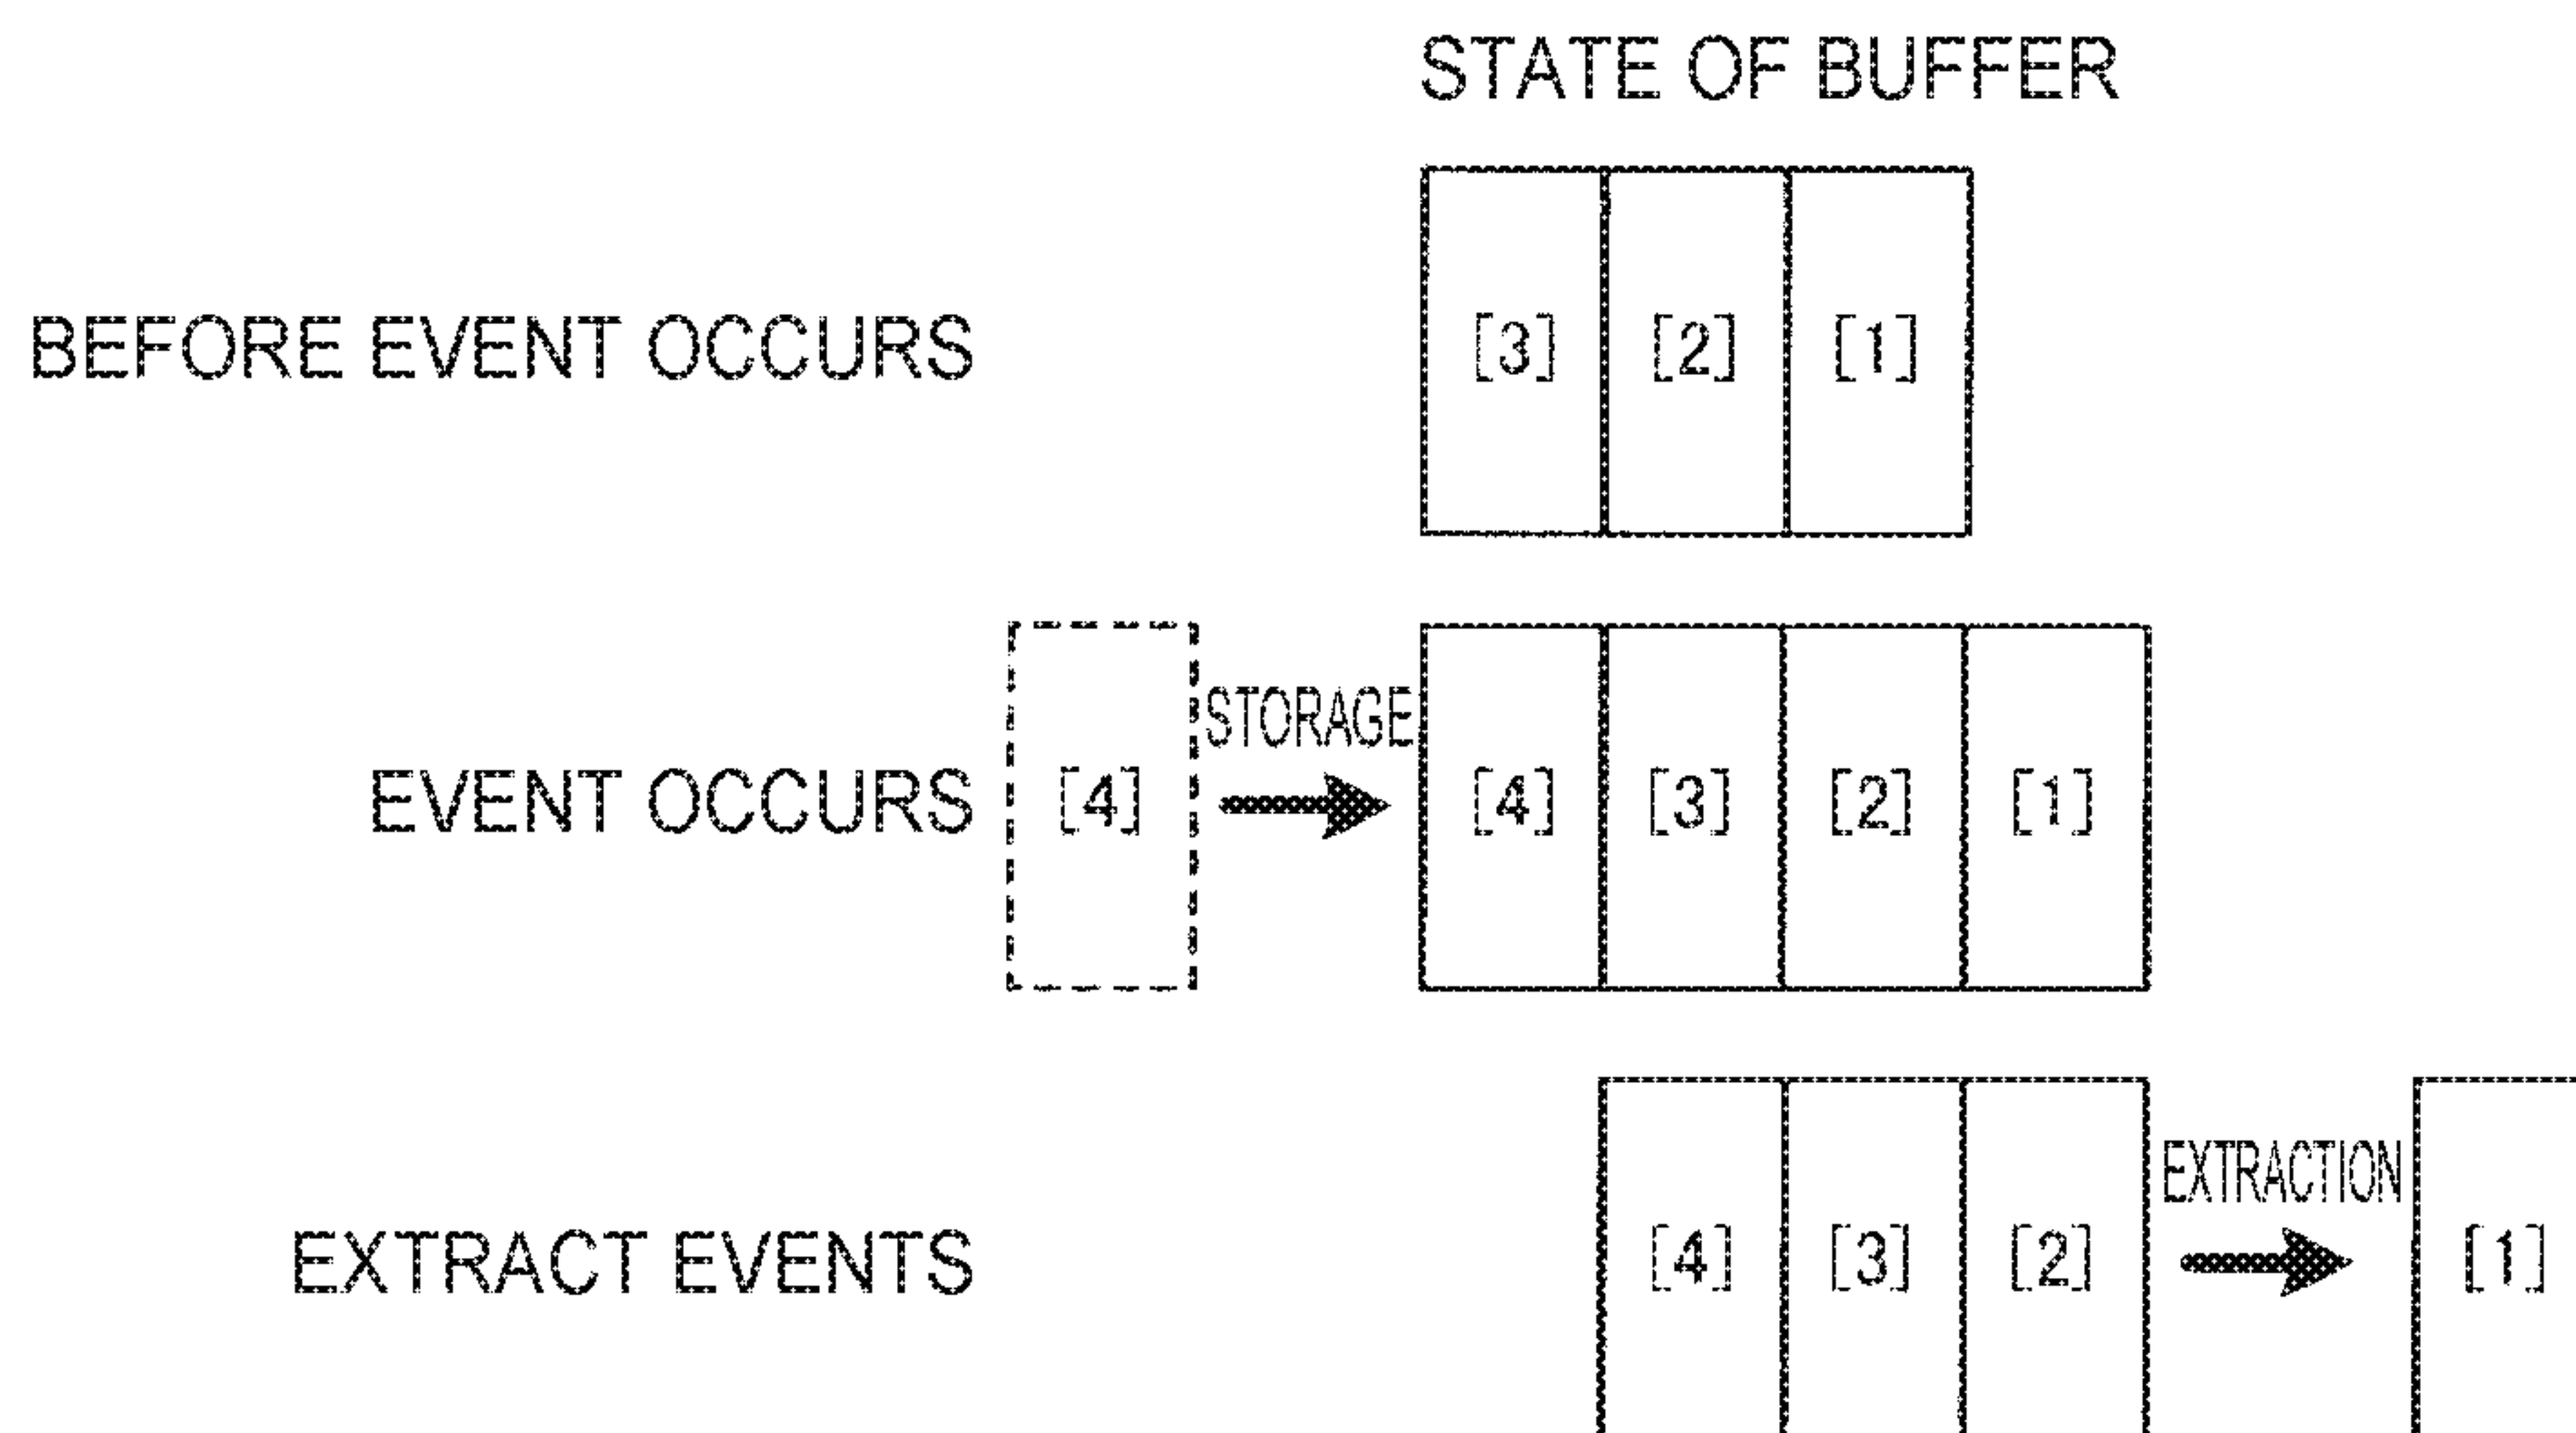 STATE OF BUFFER
BEFORE EVENT OCCURS [3] [2] [1]
STORAGE
EVENT OCCURS [4] [4] [3] [2] [1]
EXTRACTION
EXTRACT EVENTS [4] [3] [2] [1]